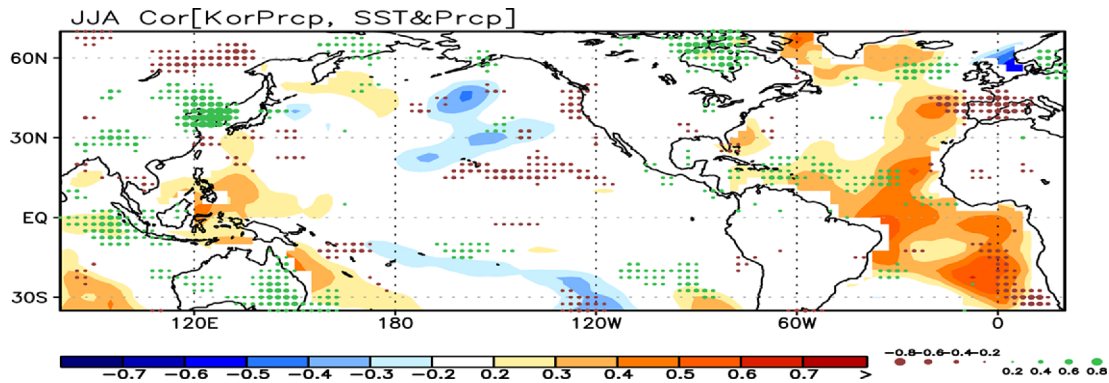 JJA Cor[KorPrcp, SST&Prcp]
60N
30N
EQ
30S
120E 180 120W 60W 0
-0.7 -0.6 -0.5 -0.4 -0.3 -0.2 0.2 0.3 0.4 0.5 0.6 0.7 >
-0.8-0.6-0.4-0.2
0.2 0.4 0.6 0.8